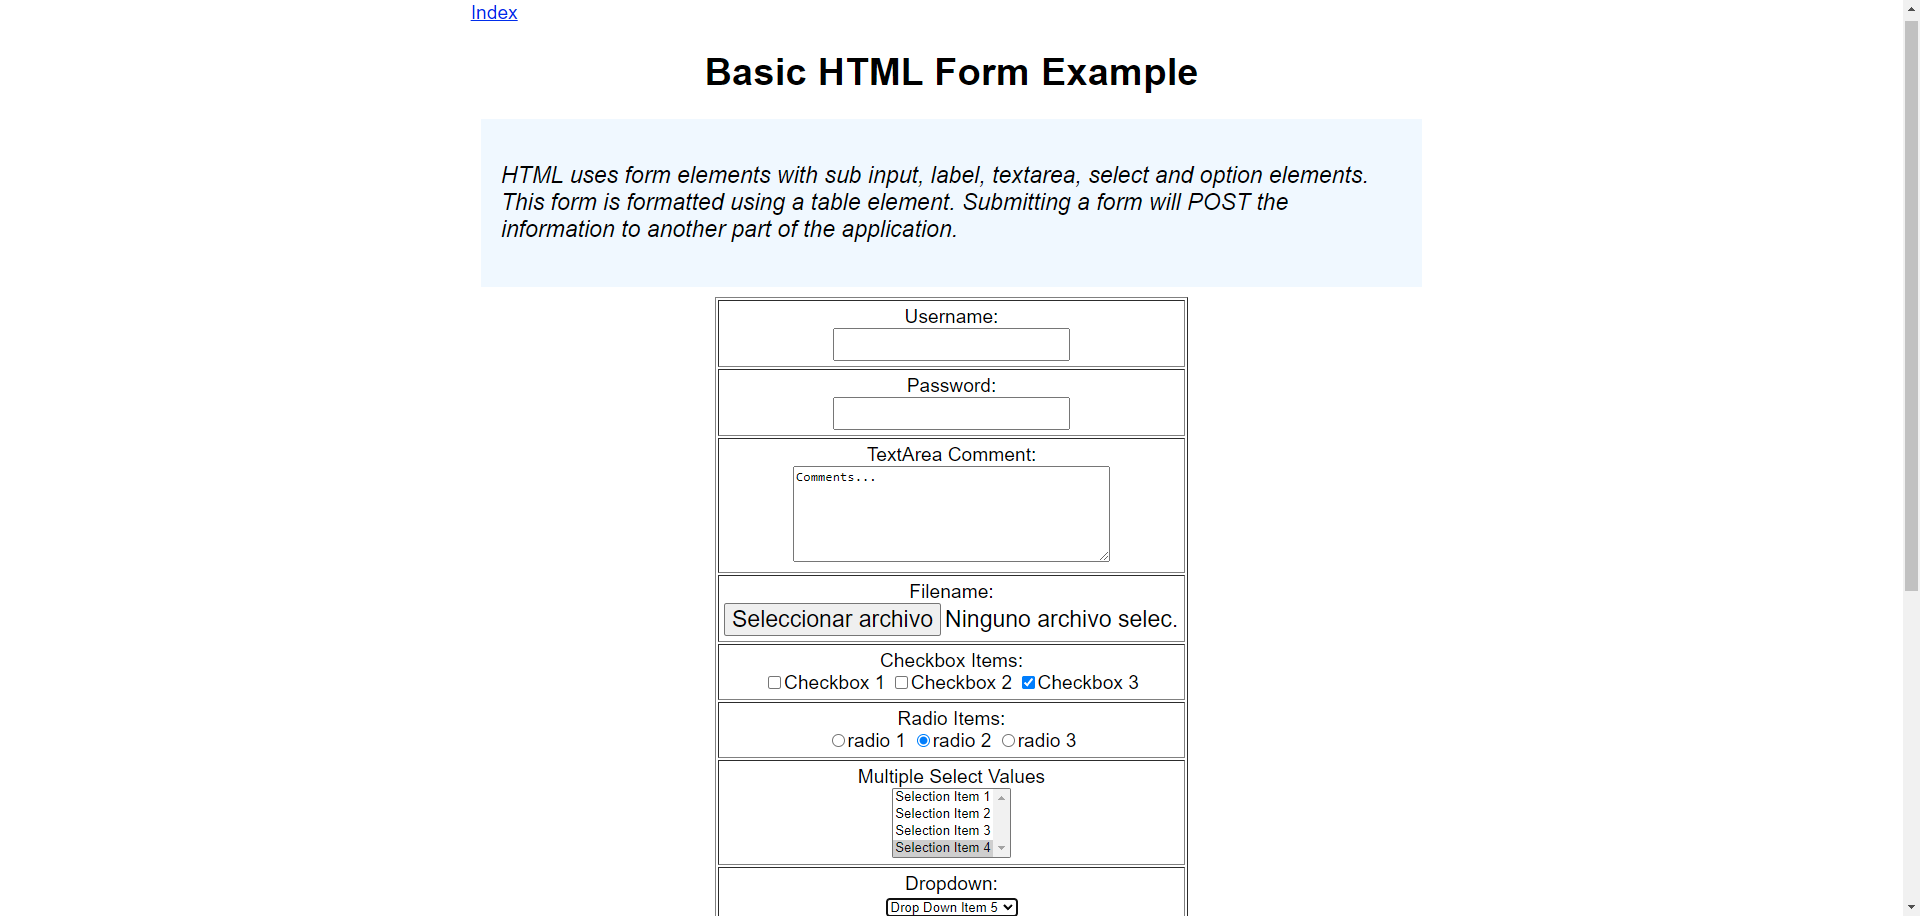 Index
Basic HTML Form Example
HTML uses form elements with sub input, label, textarea, select and option elements.
This form is formatted using a table element. Submitting a form will POST the
information to another part of the application.
Username:
Password:
TextArea Comment:
Comments...
Filename:
Seleccionar archivo Ninguno archivo selec.
Checkbox Items:
Checkbox 1 Checkbox 2 Checkbox 3
Radio Items:
radio 1 radio 2 radio 3
Multiple Select Values
Selection Item 1
Selection Item 2
Selection Item 3
Selection Item 4
Dropdown:
Drop Down Item 5